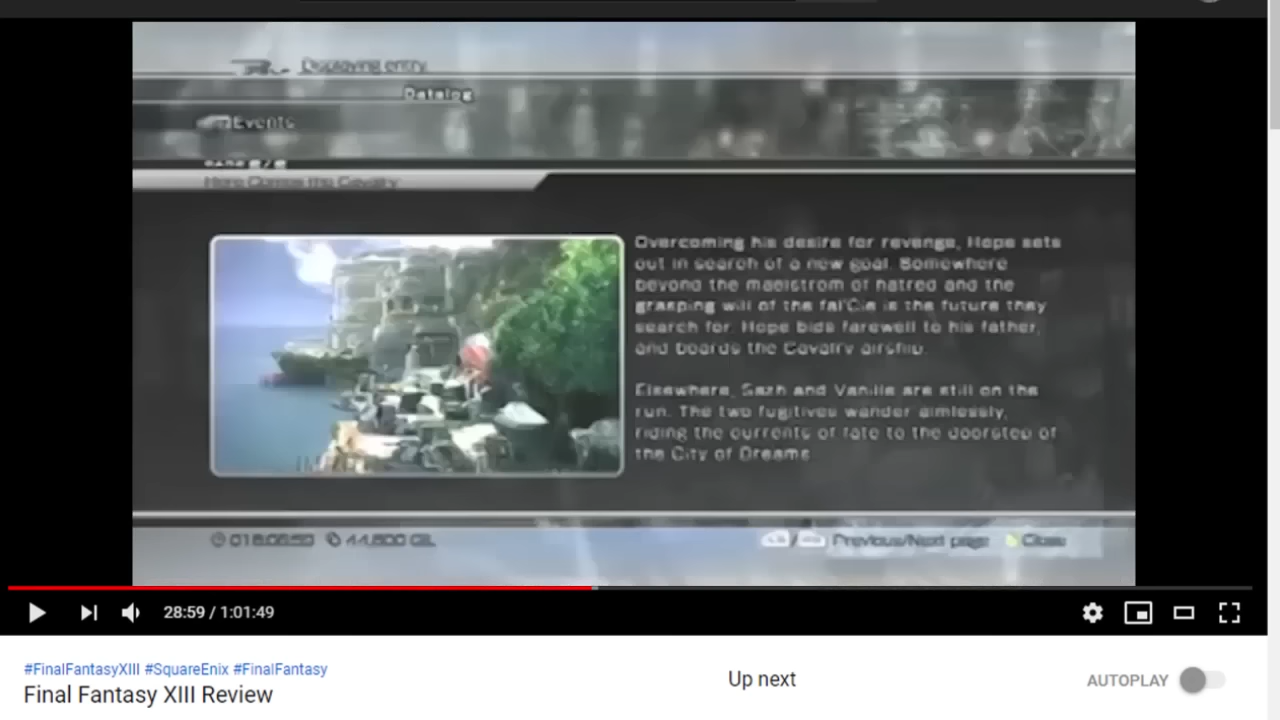 Displaying entry
Datalog
Events
Here Comes the Cavalry
Overcoming his desire for revenge, Hope sets
out in search of a new goal. Somewhere
beyond the maelstrom of hatred and the
grasping will of the fal'Cie is the future they
search for. Hope bids farewell to his father,
and boards the Cavalry airship.
Elsewhere, Sazh and Vanille are still on the
run. The two fugitives wander aimlessly,
riding the currents of fate to the doorstep of
the City of Dreams.
44,800 GIL
Previous/Next page Close
28:59 / 1:01:49
#FinalFantasyXIII #SquareEnix #FinalFantasy
Final Fantasy XIII Review
Up next
AUTOPLAY